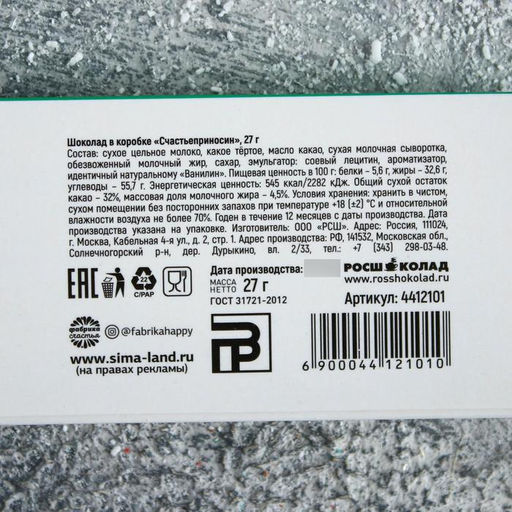 Шоколад в коробке «Счастьеприносин», 27 г
Состав: сухое цельное молоко, какое тёртое, масло какао, сухая молочная сыворотка,
обезвоженный молочный жир, сахар, эмульгатор: соевый лецитин, ароматизатор,
идентичный натуральному «Ванилин». Пищевая ценность в 100 г: белки – 5,6 г, жиры – 32,6 г,
углеводы – 55,7 г. Энергетическая ценность: 545 ккал/2282 кДж. Общий сухой остаток
какао – 32%, массовая доля молочного жира – 4,5%. Условия хранения: хранить в чистом,
сухом помещении без посторонних запахов при температуре +18 (±2) °С и относительной
влажности воздуха не более 70%. Годен в течение 12 месяцев с даты производства. Дата
производства указана на упаковке. Изготовитель: ООО «РСШ». Адрес: Россия, 111024,
г. Москва, Кабельная 4-я ул., д. 2, стр. 1. Адрес производства: РФ, 141532, Московская обл.,
Солнечногорский р-н, дер. Дурыкино, вл. 2/33, тел.: +7 (343) 298-03-48.
ЕАС
22
C/PAP
Дата производства:
МАССА НЕТТО 27 г
ГОСТ 31721-2012
РОСШОКОЛАД
www.rosshokolad.ru
Артикул: 4412101
фабрика счастья
@fabrikahappy
www.sima-land.ru
(на правах рекламы)
6 900044 121010